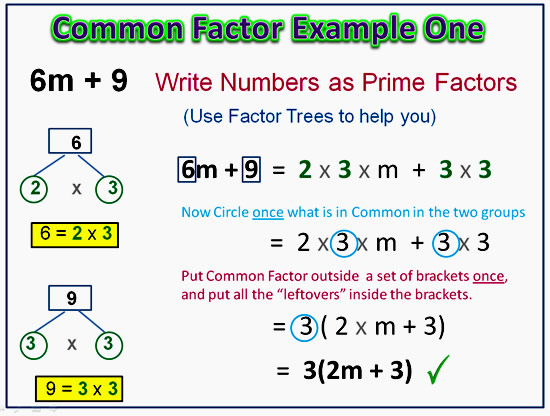 Common Factor Example One
6m + 9 Write Numbers as Prime Factors
(Use Factor Trees to help you)
6
2 x 3
6 = 2 x 3
6m + 9 = 2 x 3 x m + 3 x 3
Now Circle once what is in Common in the two groups
= 2 x 3 x m + 3 x 3
Put Common Factor outside a set of brackets once,
and put all the “leftovers” inside the brackets.
9
3 x 3
9 = 3 x 3
= 3 ( 2 x m + 3)
= 3(2m + 3) ✓